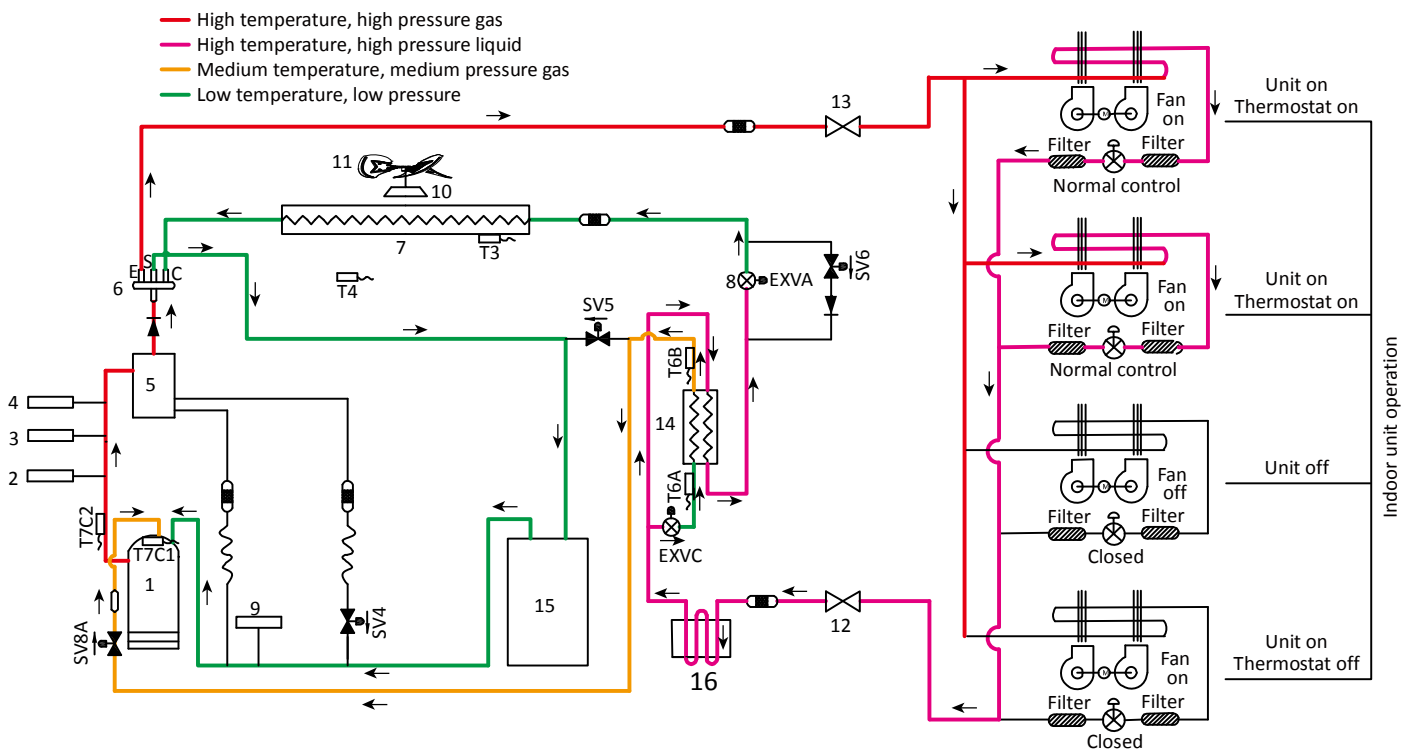 High temperature, high pressure gas
High temperature, high pressure liquid
Medium temperature, medium pressure gas
Low temperature, low pressure
13
Fan
on
Unit on
Thermostat on
Filter
Filter
Normal control
11
10
7
T3
T4
E
S
C
6
8
EXVA
SV6
M
Fan
on
Unit on
Thermostat on
Filter
Filter
Normal control
SV5
T6B
5
4
3
2
14
T6A
EXVC
M
Fan
off
Unit off
Filter
Filter
Closed
Indoor unit operation
T7C2
T7C1
1
9
SV4
SV8A
15
12
16
M
Fan
on
Unit on
Thermostat off
Filter
Filter
Closed
M